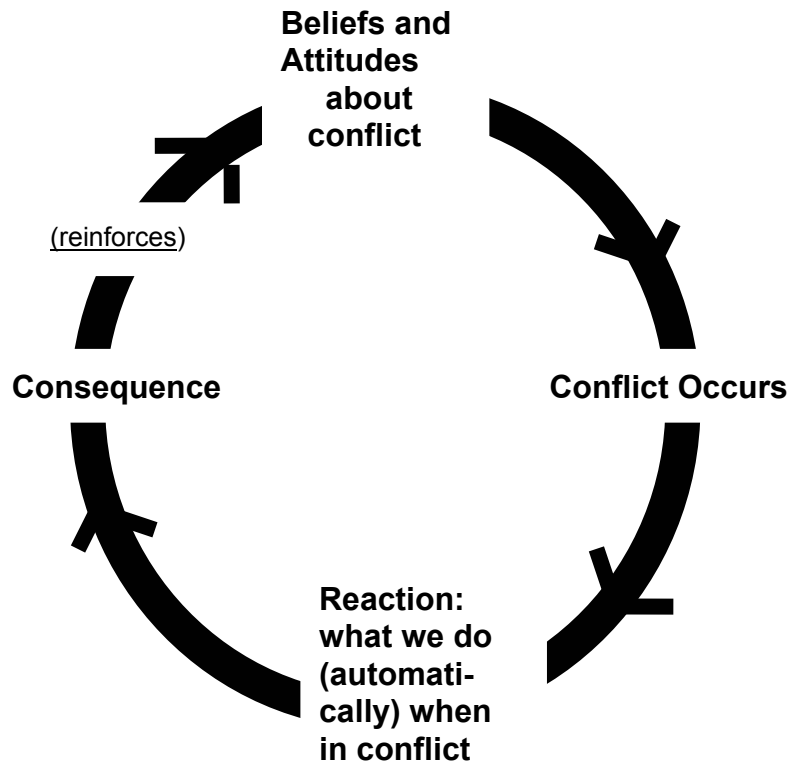 Beliefs and
Attitudes
about
conflict
(reinforces)
Consequence
Conflict Occurs
Reaction:
what we do
(automati-
cally) when
in conflict